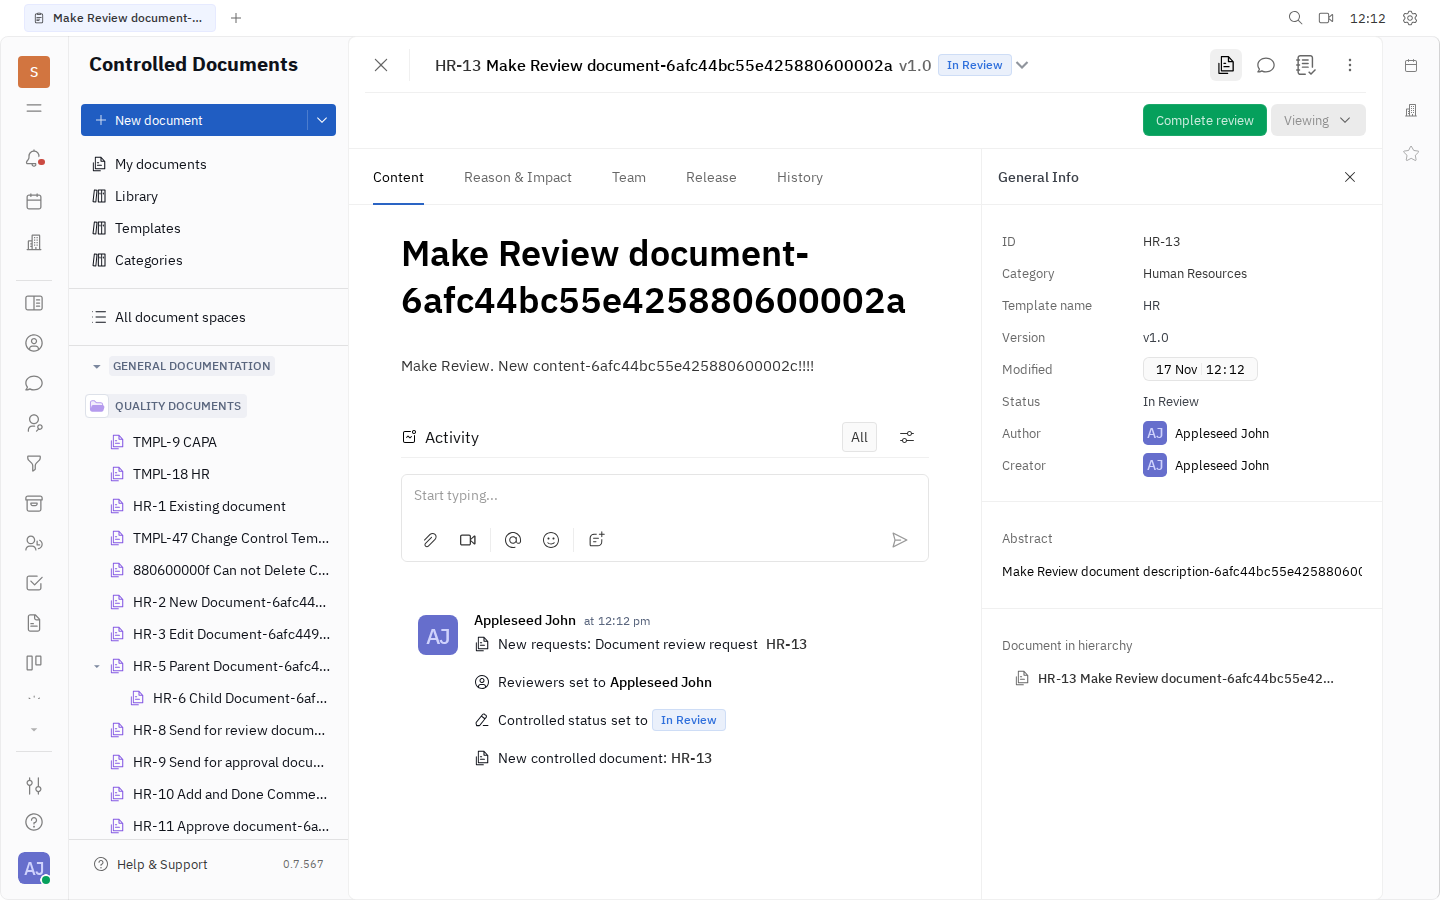 Make Review document-...
12:12
S
Controlled Documents
New document
My documents
Library
Templates
Categories
All document spaces
GENERAL DOCUMENTATION
QUALITY DOCUMENTS
TMPL-9 CAPA
TMPL-18 HR
HR-1 Existing document
TMPL-47 Change Control Tem...
880600000f Can not Delete C...
HR-2 New Document-6afc44...
HR-3 Edit Document-6afc449...
HR-5 Parent Document-6afc4...
HR-6 Child Document-6af...
HR-8 Send for review docum...
HR-9 Send for approval docu...
HR-10 Add and Done Comme...
HR-11 Approve document-6a...
Help & Support 0.7.567
AJ
HR-13 Make Review document-6afc44bc55e425880600002a v1.0 In Review
Complete review Viewing
Content Reason & Impact Team Release History
Make Review document-
6afc44bc55e425880600002a
Make Review. New content-6afc44bc55e425880600002c!!!!
Activity All
Start typing...
AJ
Appleseed John at 12:12 pm
New requests: Document review request HR-13
Reviewers set to Appleseed John
Controlled status set to In Review
New controlled document: HR-13
General Info
ID HR-13
Category Human Resources
Template name HR
Version v1.0
Modified 17 Nov 12:12
Status In Review
Author AJ Appleseed John
Creator AJ Appleseed John
Abstract
Make Review document description-6afc44bc55e425880600
Document in hierarchy
HR-13 Make Review document-6afc44bc55e42...